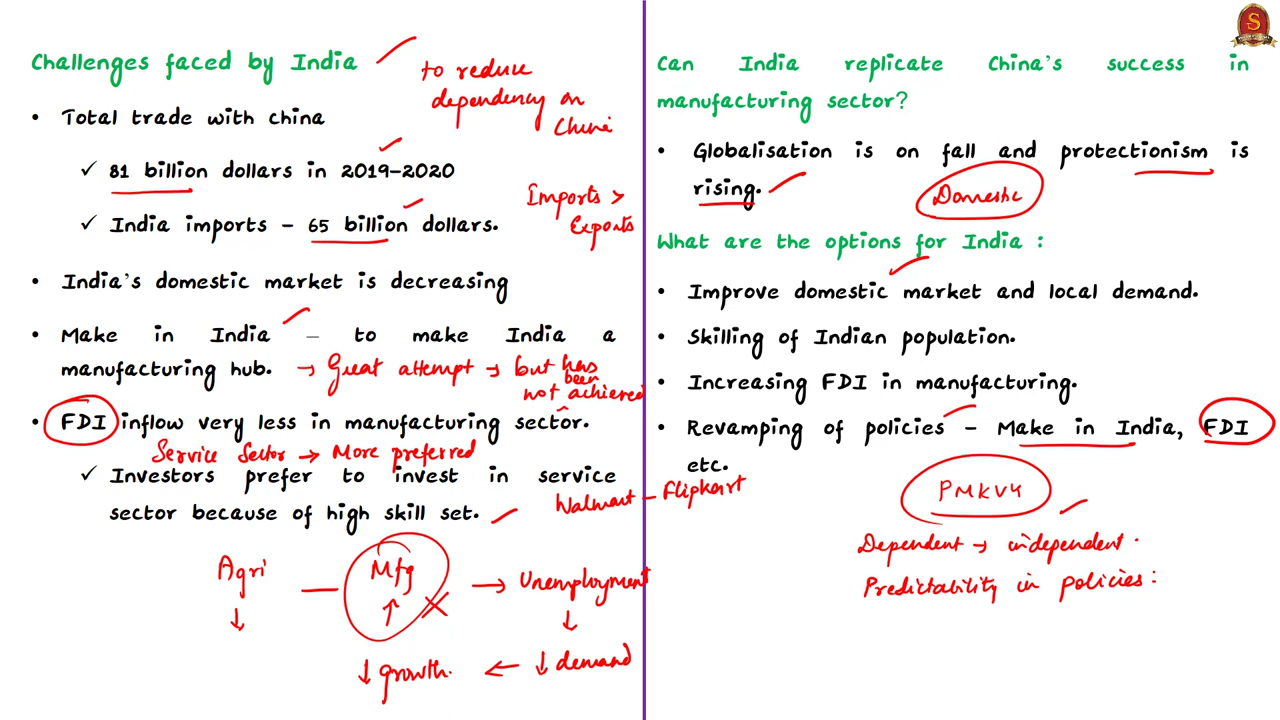 Challenges faced by India
to reduce
dependency on
China
• Total trade with china
✓ 81 billion dollars in 2019-2020
✓ India imports - 65 billion dollars.
Imports >
Exports
• India's domestic market is decreasing
• Make in India – to make India a
manufacturing hub. → Great attempt → but has
been
not achieved
• FDI inflow very less in manufacturing sector.
Service Sector → More preferred
✓ Investors prefer to invest in service
sector because of high skill set.
Walmart - Flipkart
Agri — Mfg → Unemployment
↓ ↑ ✗ ↓
↓ growth. ← ↓ demand
S
Can India replicate China's success in
manufacturing sector?
• Globalisation is on fall and protectionism is
rising.
Domestic
What are the options for India :
• Improve domestic market and local demand.
• Skilling of Indian population.
• Increasing FDI in manufacturing.
• Revamping of policies - Make in India, FDI
etc.
PMKVY
Dependent → independent.
Predictability in policies: